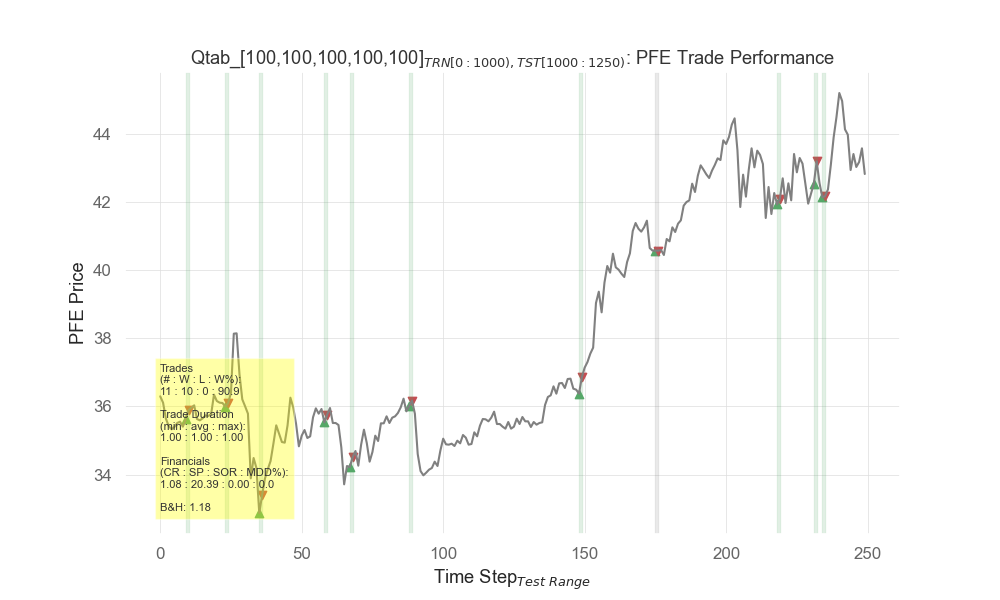 Qtab_[100,100,100,100,100]TRN[0 : 1000), TST[1000 : 1250): PFE Trade Performance
PFE Price
44
42
40
38
36
34
Trades
(# : W : L : W%):
11 : 10 : 0 : 90.9
Trade Duration
(min : avg : max):
1.00 : 1.00 : 1.00
Financials
(CR : SP : SOR : MDD%):
1.08 : 20.39 : 0.00 : 0.0
B&H: 1.18
0 50 100 150 200 250
Time StepTest Range